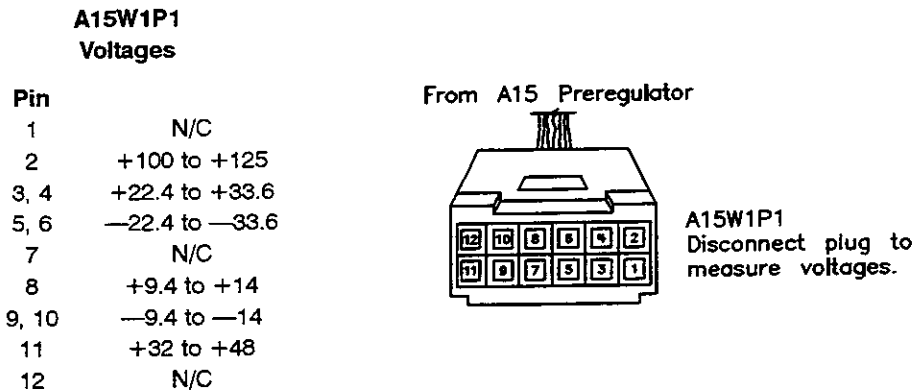 A15W1P1
Voltages
Pin
1 N/C
2 +100 to +125
3, 4 +22.4 to +33.6
5, 6 —22.4 to —33.6
7 N/C
8 +9.4 to +14
9, 10 —9.4 to —14
11 +32 to +48
12 N/C
From A15 Preregulator
12 10 8 6 4 2
11 9 7 5 3 1
A15W1P1
Disconnect plug to
measure voltages.